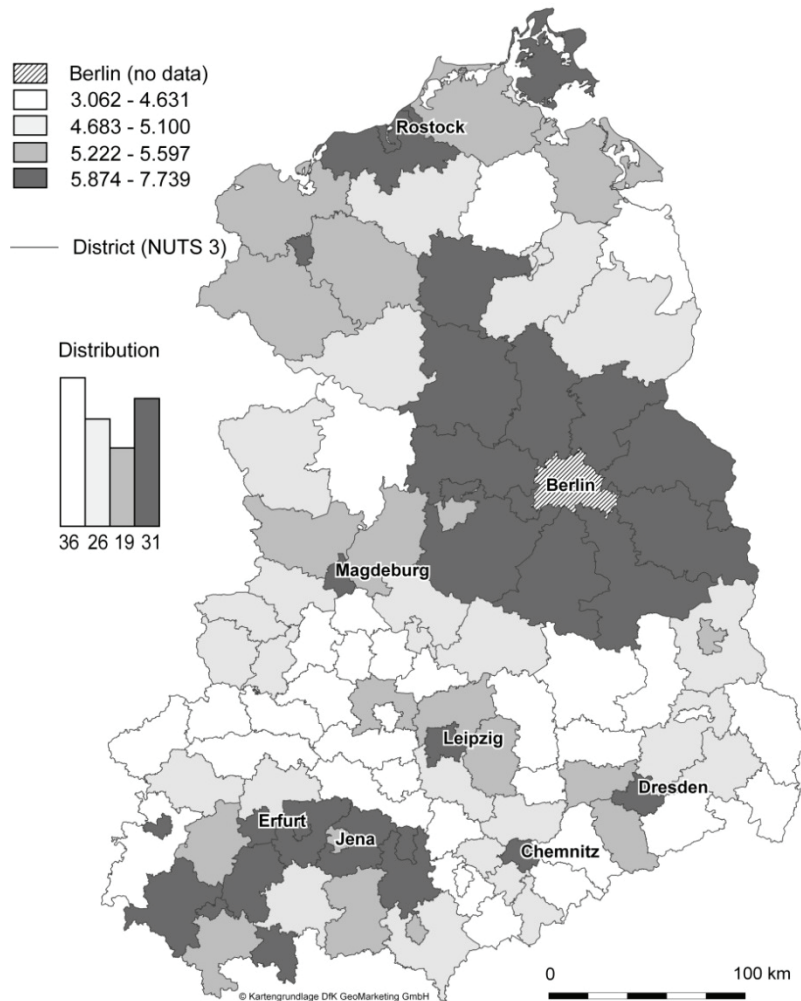 Berlin (no data)
3.062 - 4.631
4.683 - 5.100
5.222 - 5.597
5.874 - 7.739
District (NUTS 3)
Distribution
36 26 19 31
Rostock
Berlin
Magdeburg
Leipzig
Dresden
Erfurt
Jena
Chemnitz
0 100 km
© Kartengrundlage DfK GeoMarketing GmbH